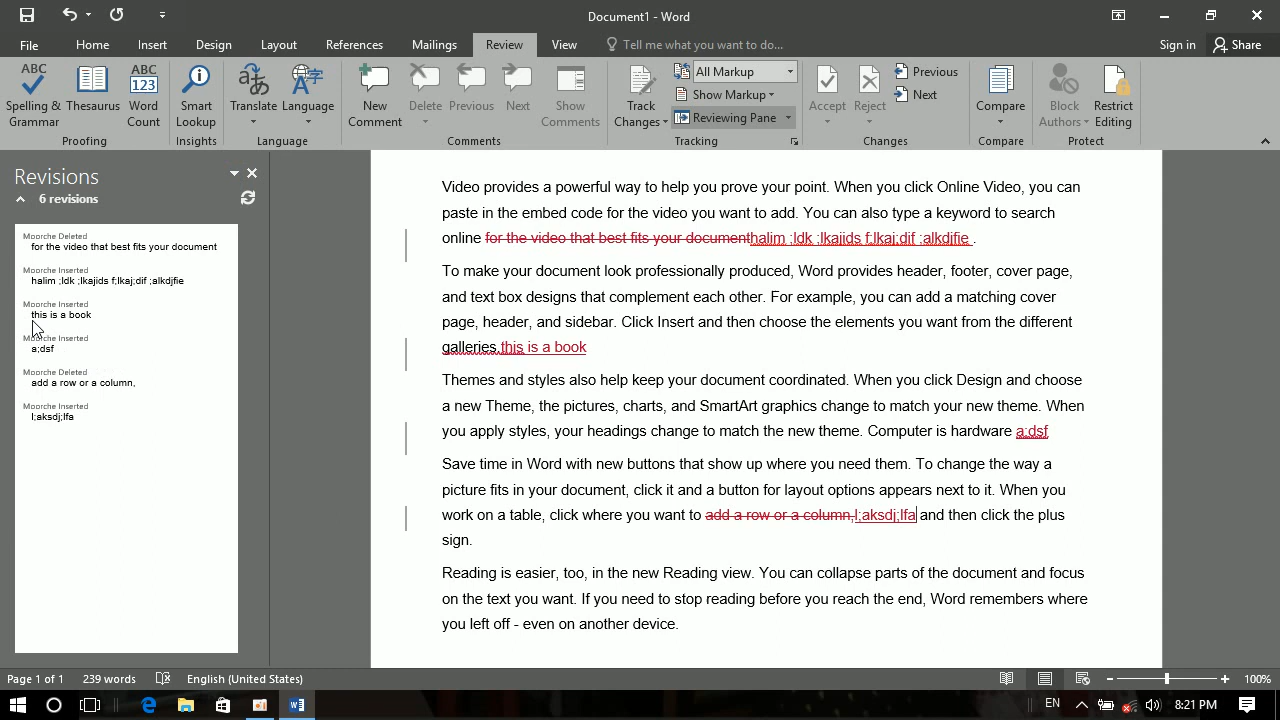 Document1 - Word
File Home Insert Design Layout References Mailings Review View Tell me what you want to do... Sign in Share
ABC
Spelling & Grammar
Thesaurus
ABC 123
Word Count
Smart Lookup
Translate
Language
New Comment
Delete
Previous
Next
Show Comments
Track Changes
All Markup
Show Markup
Reviewing Pane
Accept
Reject
Previous
Next
Compare
Block Authors
Restrict Editing
Proofing Insights Language Comments Tracking Changes Compare Protect
Revisions
6 revisions
Moorche Deleted
for the video that best fits your document
Moorche Inserted
halim ;ldk ;lkajids f;lkaj;dif ;alkdjfie
Moorche Inserted
this is a book
Moorche Inserted
a;dsf
Moorche Deleted
add a row or a column,
Moorche Inserted
l;aksdj;lfa
Video provides a powerful way to help you prove your point. When you click Online Video, you can
paste in the embed code for the video you want to add. You can also type a keyword to search
online for the video that best fits your documenthalim ;ldk ;lkajids f;lkaj;dif ;alkdjfie .
To make your document look professionally produced, Word provides header, footer, cover page,
and text box designs that complement each other. For example, you can add a matching cover
page, header, and sidebar. Click Insert and then choose the elements you want from the different
galleries.this is a book
Themes and styles also help keep your document coordinated. When you click Design and choose
a new Theme, the pictures, charts, and SmartArt graphics change to match your new theme. When
you apply styles, your headings change to match the new theme. Computer is hardware a;dsf
Save time in Word with new buttons that show up where you need them. To change the way a
picture fits in your document, click it and a button for layout options appears next to it. When you
work on a table, click where you want to add a row or a column,l;aksdj;lfa and then click the plus
sign.
Reading is easier, too, in the new Reading view. You can collapse parts of the document and focus
on the text you want. If you need to stop reading before you reach the end, Word remembers where
you left off - even on another device.
Page 1 of 1 239 words English (United States) 100%
EN 8:21 PM